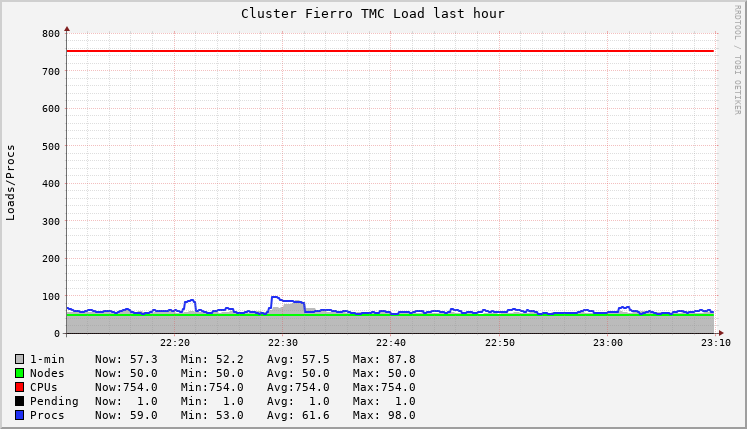 Cluster Fierro TMC Load last hour
RRDTOOL / TOBI OETIKER
Loads/Procs
800
700
600
500
400
300
200
100
0
22:20 22:30 22:40 22:50 23:00 23:10
1-min Now: 57.3 Min: 52.2 Avg: 57.5 Max: 87.8
Nodes Now: 50.0 Min: 50.0 Avg: 50.0 Max: 50.0
CPUs Now:754.0 Min:754.0 Avg:754.0 Max:754.0
Pending Now: 1.0 Min: 1.0 Avg: 1.0 Max: 1.0
Procs Now: 59.0 Min: 53.0 Avg: 61.6 Max: 98.0